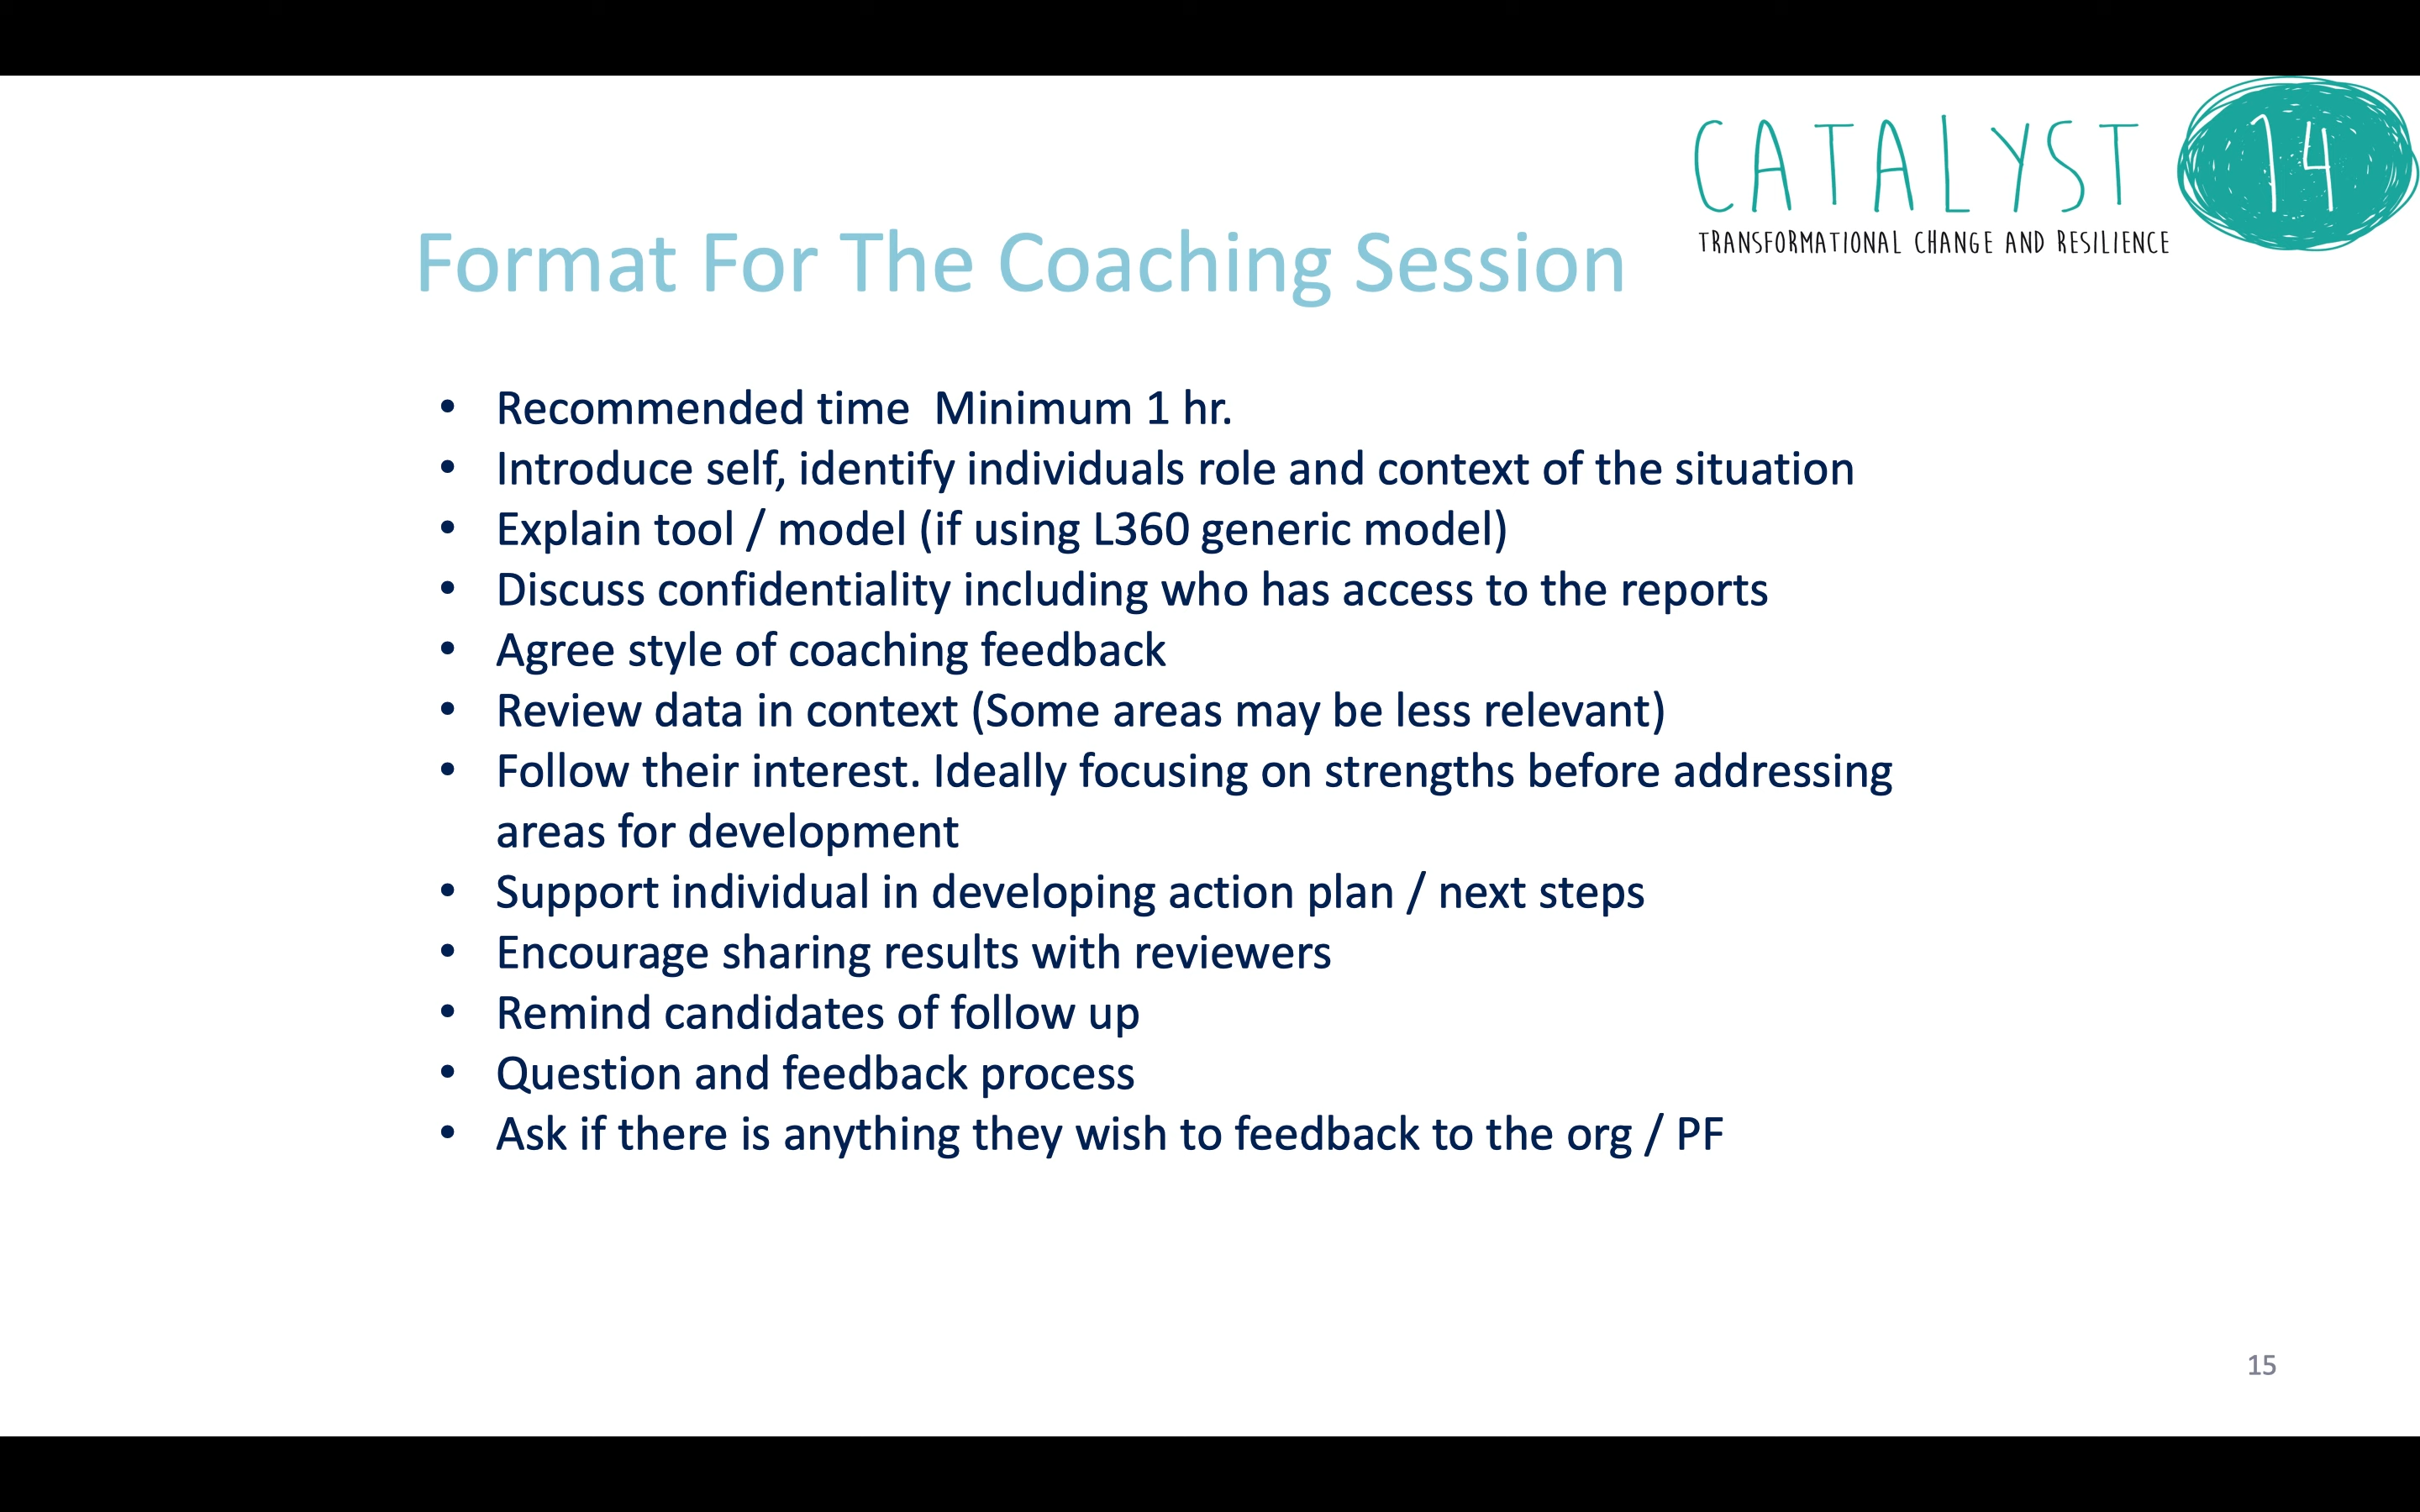 CATALYST 14
TRANSFORMATIONAL CHANGE AND RESILIENCE
Format For The Coaching Session
• Recommended time  Minimum 1 hr.
• Introduce self, identify individuals role and context of the situation
• Explain tool / model (if using L360 generic model)
• Discuss confidentiality including who has access to the reports
• Agree style of coaching feedback
• Review data in context (Some areas may be less relevant)
• Follow their interest. Ideally focusing on strengths before addressing
areas for development
• Support individual in developing action plan / next steps
• Encourage sharing results with reviewers
• Remind candidates of follow up
• Question and feedback process
• Ask if there is anything they wish to feedback to the org / PF
15